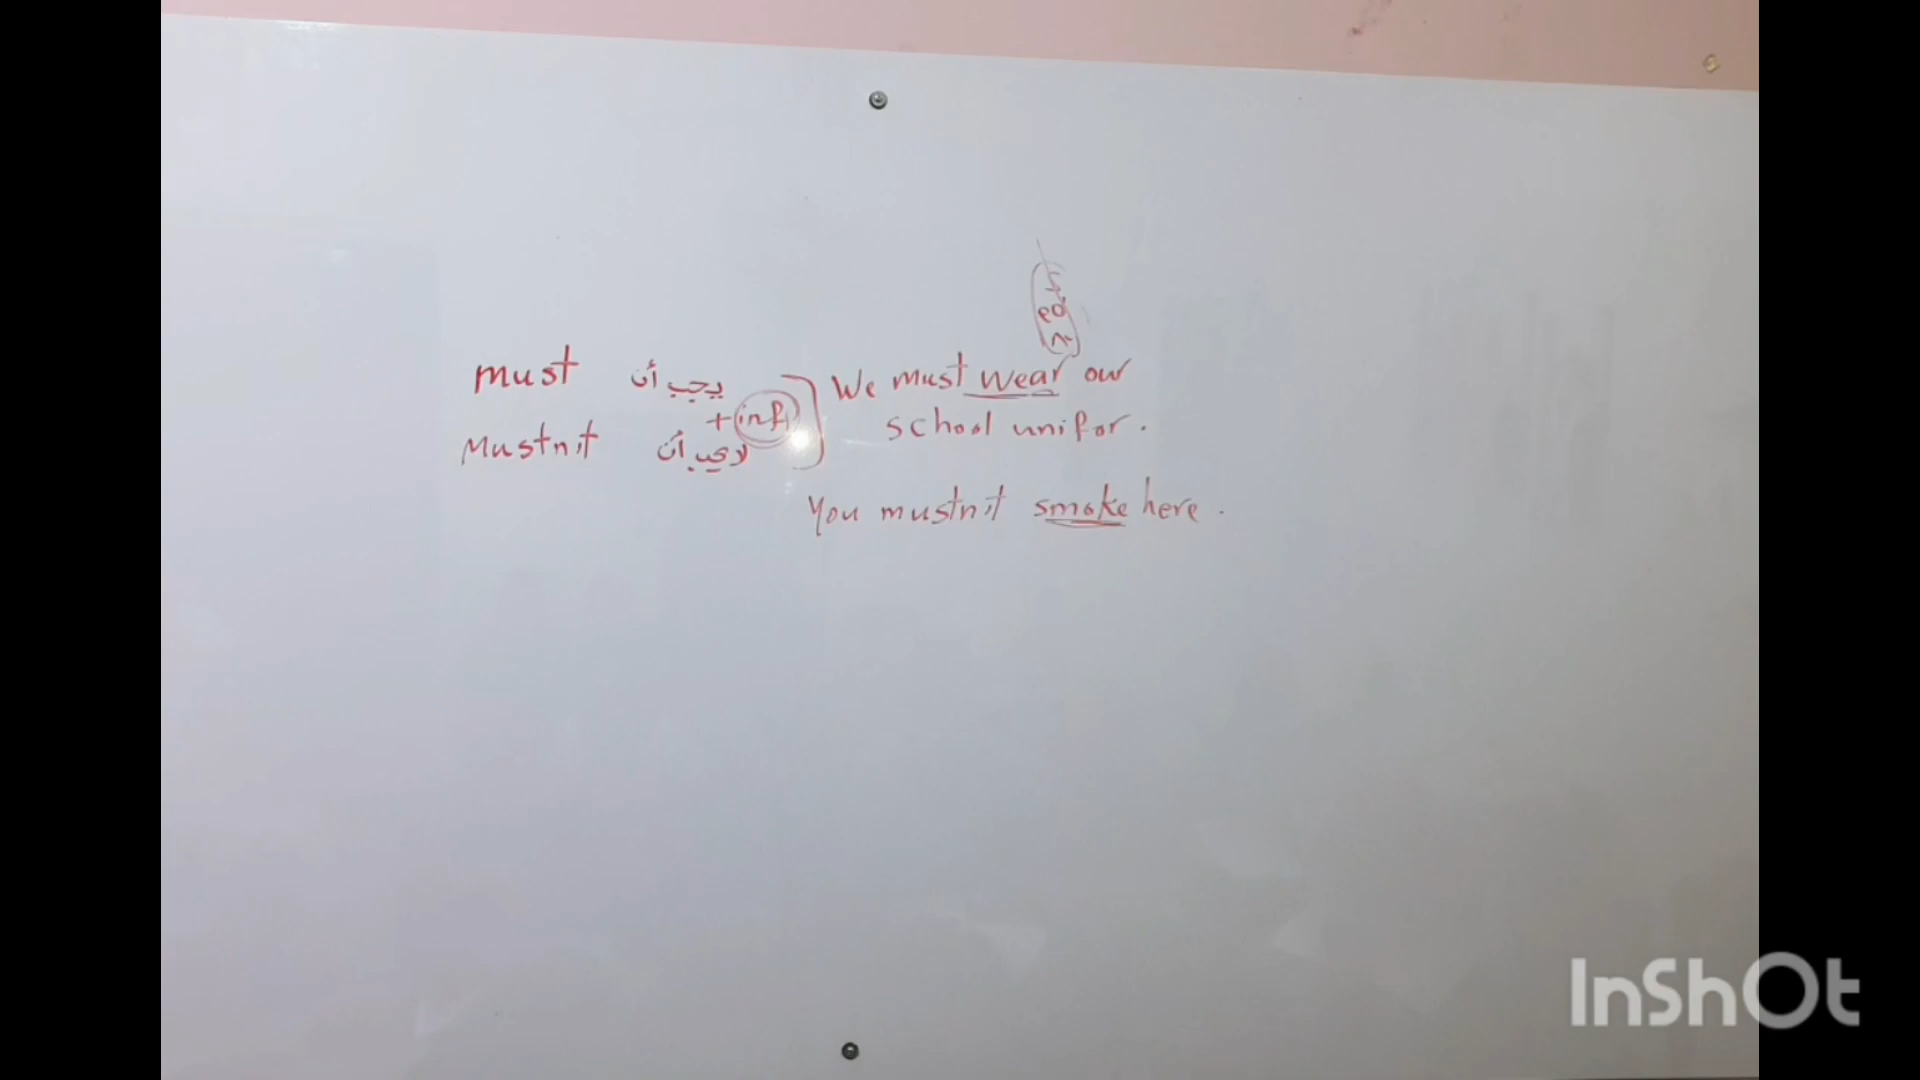 must يجب أن
+ inf
Mustn't لا يجب أن
We must wear our
school unifor.
You mustn't smoke here.
ed
InShOt